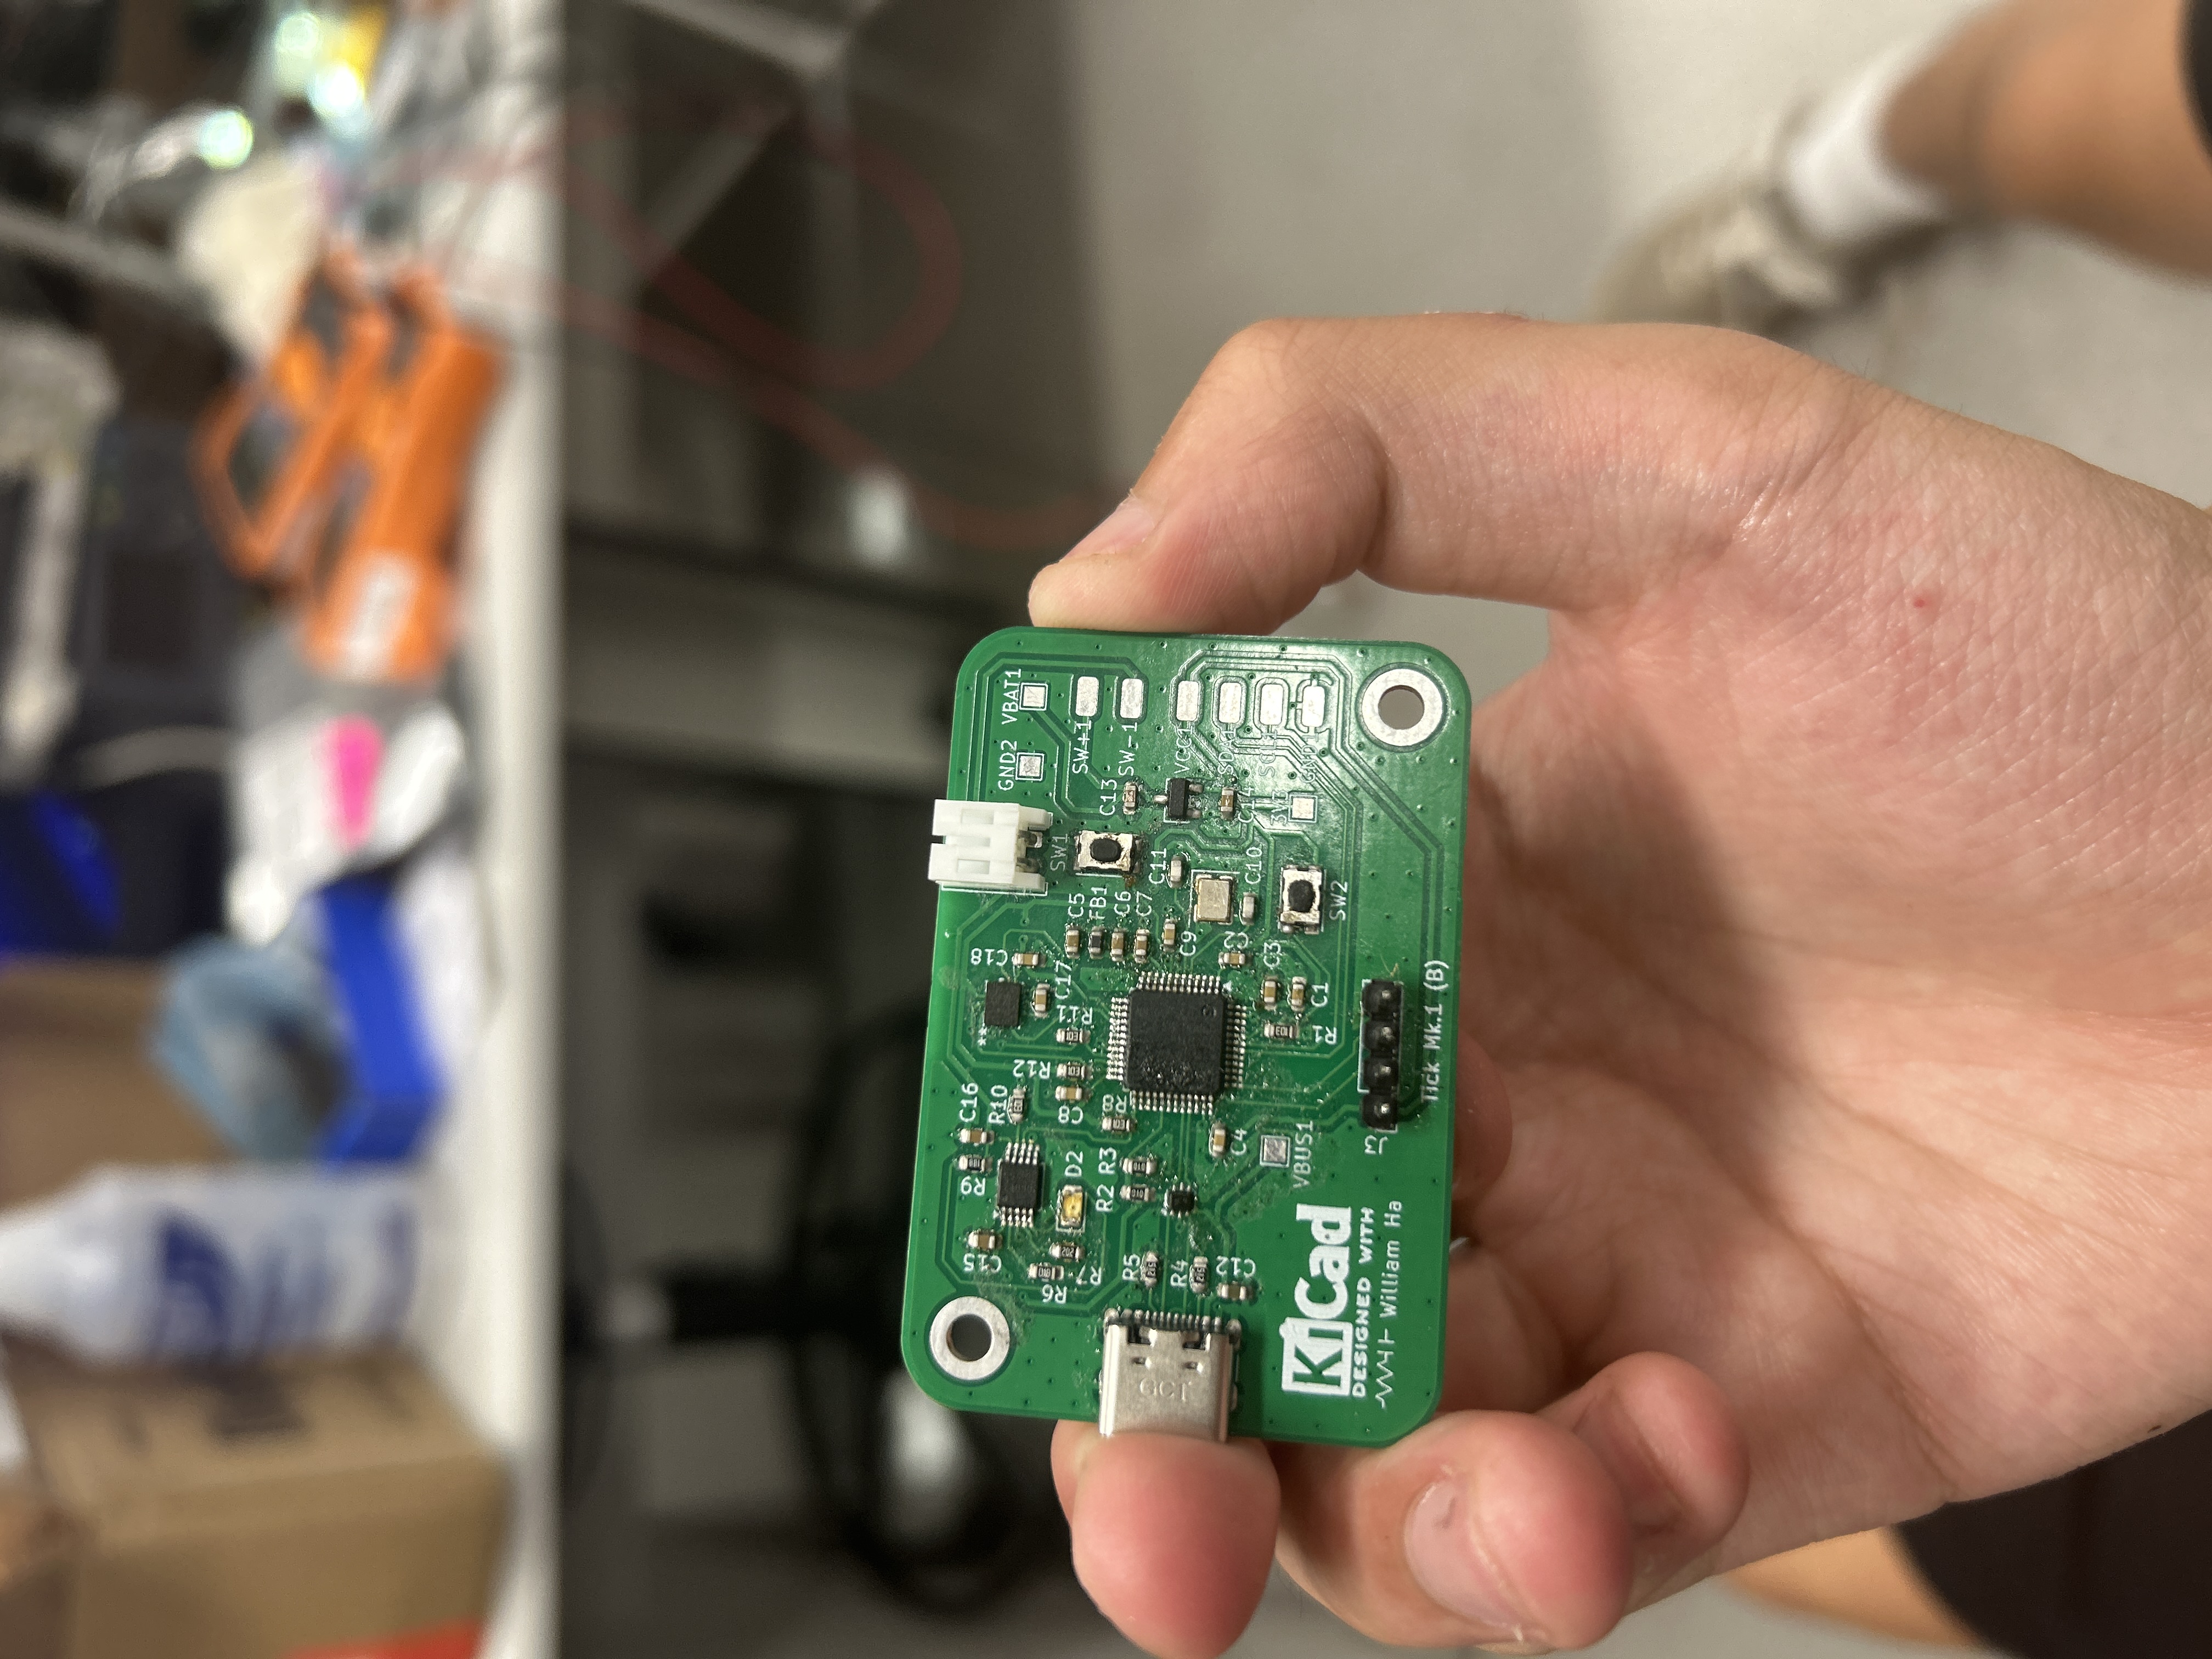 C15
R9
C16
**
C18
R10
R12
GND2
VBAT1
R6
R7
D2
C8
R11
C17
SW1
C5
FB1
C6
C7
SW+1
SW-1
C13
R2
R3
R8
R5
R4
C12
C4
C9
C11
C2
C10
C14
VCC1
SDA1
3V3
VBUS1
C3
R1
C1
SW2
KiCad
DESIGNED WITH
William Ha
J3
Tick Mk.1 (B)